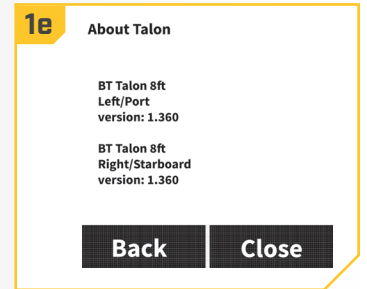 1e
About Talon
BT Talon 8ft
Left/Port
version: 1.360
BT Talon 8ft
Right/Starboard
version: 1.360
Back Close